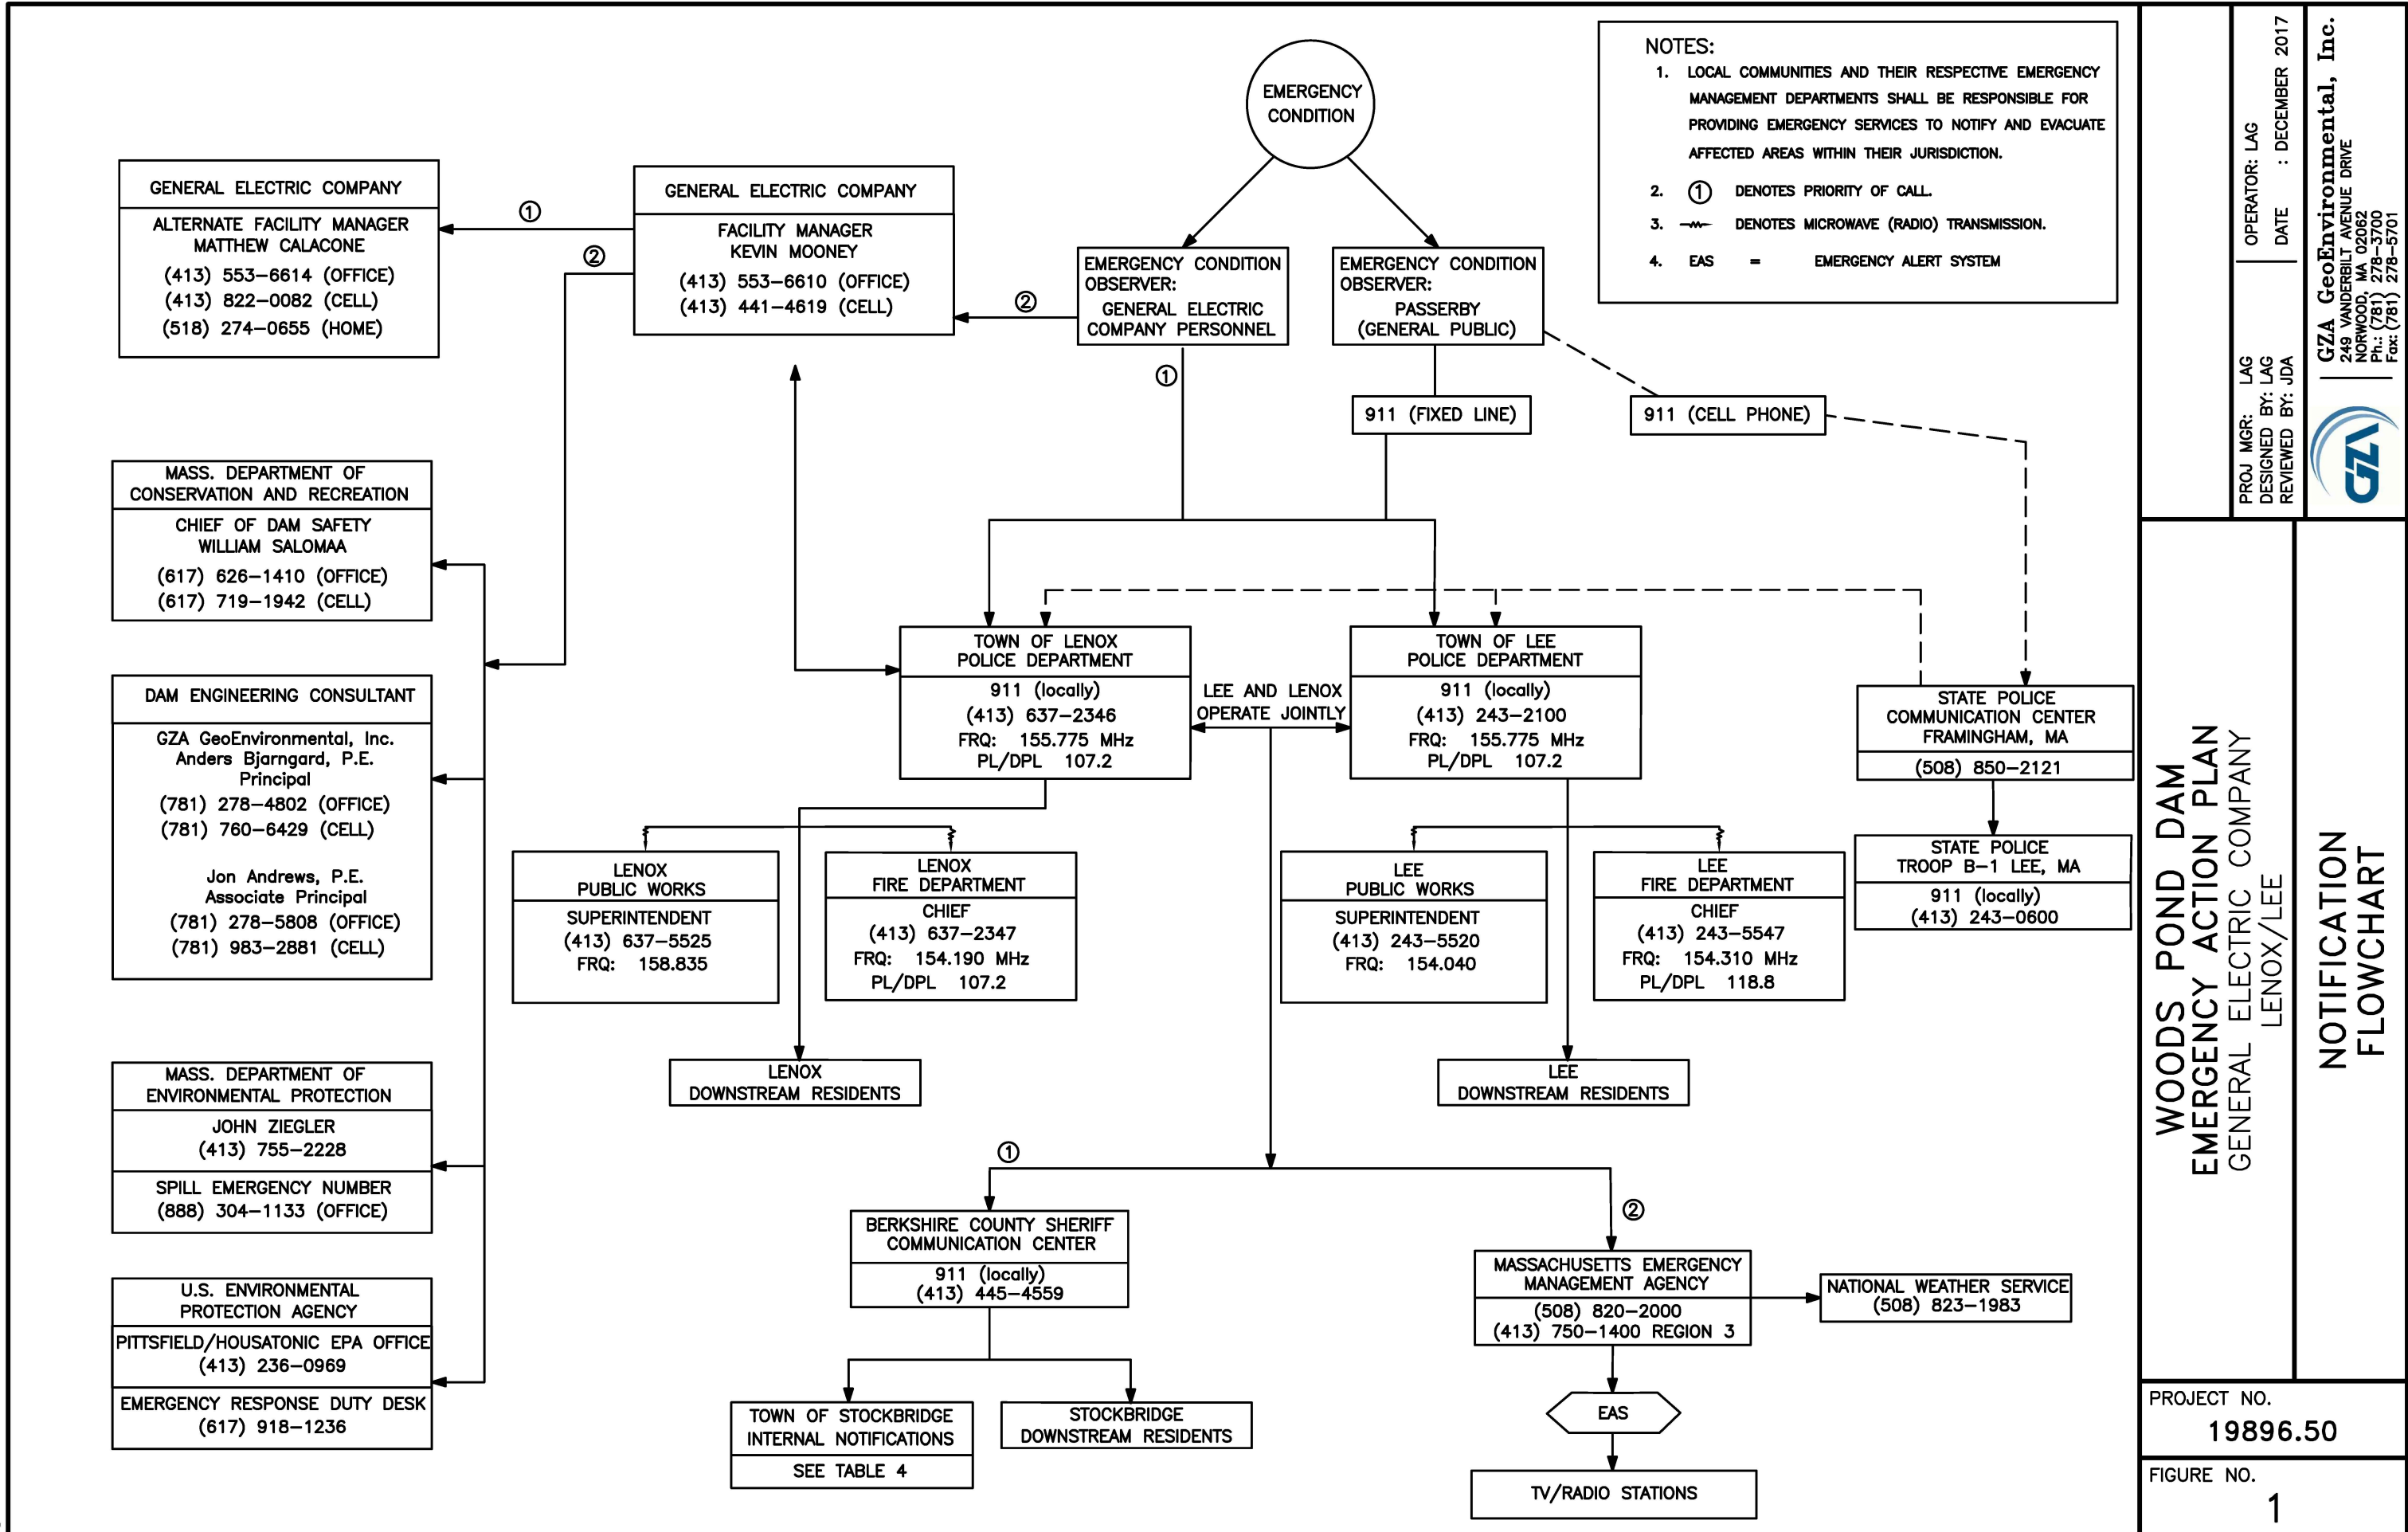 EMERGENCY
CONDITION
NOTES:
1. LOCAL COMMUNITIES AND THEIR RESPECTIVE EMERGENCY
MANAGEMENT DEPARTMENTS SHALL BE RESPONSIBLE FOR
PROVIDING EMERGENCY SERVICES TO NOTIFY AND EVACUATE
AFFECTED AREAS WITHIN THEIR JURISDICTION.
2. ① DENOTES PRIORITY OF CALL.
3. DENOTES MICROWAVE (RADIO) TRANSMISSION.
4. EAS = EMERGENCY ALERT SYSTEM
GENERAL ELECTRIC COMPANY
ALTERNATE FACILITY MANAGER
MATTHEW CALACONE
(413) 553-6614 (OFFICE)
(413) 822-0082 (CELL)
(518) 274-0655 (HOME)
①
②
GENERAL ELECTRIC COMPANY
FACILITY MANAGER
KEVIN MOONEY
(413) 553-6610 (OFFICE)
(413) 441-4619 (CELL)
②
①
EMERGENCY CONDITION
OBSERVER:
GENERAL ELECTRIC
COMPANY PERSONNEL
EMERGENCY CONDITION
OBSERVER:
PASSERBY
(GENERAL PUBLIC)
911 (FIXED LINE)
911 (CELL PHONE)
MASS. DEPARTMENT OF
CONSERVATION AND RECREATION
CHIEF OF DAM SAFETY
WILLIAM SALOMAA
(617) 626-1410 (OFFICE)
(617) 719-1942 (CELL)
DAM ENGINEERING CONSULTANT
GZA GeoEnvironmental, Inc.
Anders Bjarngard, P.E.
Principal
(781) 278-4802 (OFFICE)
(781) 760-6429 (CELL)
Jon Andrews, P.E.
Associate Principal
(781) 278-5808 (OFFICE)
(781) 983-2881 (CELL)
MASS. DEPARTMENT OF
ENVIRONMENTAL PROTECTION
JOHN ZIEGLER
(413) 755-2228
SPILL EMERGENCY NUMBER
(888) 304-1133 (OFFICE)
U.S. ENVIRONMENTAL
PROTECTION AGENCY
PITTSFIELD/HOUSATONIC EPA OFFICE
(413) 236-0969
EMERGENCY RESPONSE DUTY DESK
(617) 918-1236
TOWN OF LENOX
POLICE DEPARTMENT
911 (locally)
(413) 637-2346
FRQ: 155.775 MHz
PL/DPL 107.2
LEE AND LENOX
OPERATE JOINTLY
TOWN OF LEE
POLICE DEPARTMENT
911 (locally)
(413) 243-2100
FRQ: 155.775 MHz
PL/DPL 107.2
STATE POLICE
COMMUNICATION CENTER
FRAMINGHAM, MA
(508) 850-2121
STATE POLICE
TROOP B-1 LEE, MA
911 (locally)
(413) 243-0600
LENOX
PUBLIC WORKS
SUPERINTENDENT
(413) 637-5525
FRQ: 158.835
LENOX
FIRE DEPARTMENT
CHIEF
(413) 637-2347
FRQ: 154.190 MHz
PL/DPL 107.2
LEE
PUBLIC WORKS
SUPERINTENDENT
(413) 243-5520
FRQ: 154.040
LEE
FIRE DEPARTMENT
CHIEF
(413) 243-5547
FRQ: 154.310 MHz
PL/DPL 118.8
LENOX
DOWNSTREAM RESIDENTS
LEE
DOWNSTREAM RESIDENTS
①
②
BERKSHIRE COUNTY SHERIFF
COMMUNICATION CENTER
911 (locally)
(413) 445-4559
MASSACHUSETTS EMERGENCY
MANAGEMENT AGENCY
(508) 820-2000
(413) 750-1400 REGION 3
NATIONAL WEATHER SERVICE
(508) 823-1983
TOWN OF STOCKBRIDGE
INTERNAL NOTIFICATIONS
SEE TABLE 4
STOCKBRIDGE
DOWNSTREAM RESIDENTS
EAS
TV/RADIO STATIONS
PROJ MGR: LAG
DESIGNED BY: LAG
REVIEWED BY: JDA
OPERATOR: LAG
DATE : DECEMBER 2017
GZA GeoEnvironmental, Inc.
249 VANDERBILT AVENUE DRIVE
NORWOOD, MA 02062
Ph.: (781) 278-3700
Fax: (781) 278-5701
GZA
WOODS POND DAM
EMERGENCY ACTION PLAN
GENERAL ELECTRIC COMPANY
LENOX/LEE
NOTIFICATION
FLOWCHART
PROJECT NO.
19896.50
FIGURE NO.
1